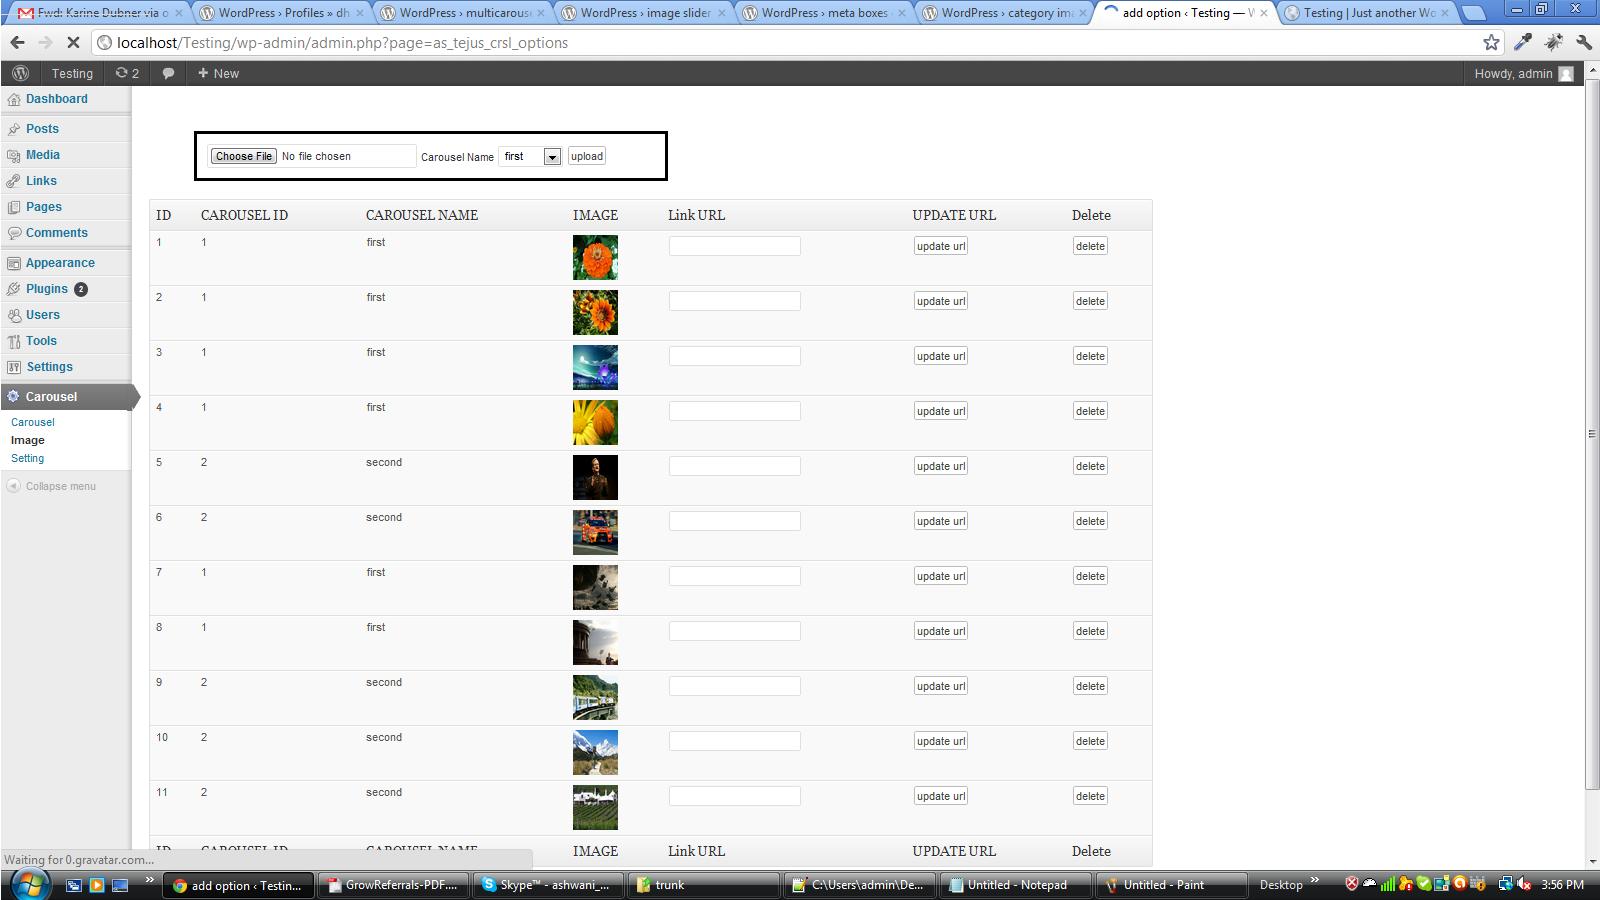 Fwd: Karine Dubner via o
WordPress › Profiles » dh
WordPress › multicarous
WordPress › image slider
WordPress › meta boxes
WordPress › category im
add option ‹ Testing — W
Testing | Just another Wo
localhost/Testing/wp-admin/admin.php?page=as_tejus_crsl_options
Testing 2 + New Howdy, admin
Dashboard
Posts
Media
Links
Pages
Comments
Appearance
Plugins 2
Users
Tools
Settings
Carousel
Carousel
Image
Setting
Collapse menu
Choose File No file chosen Carousel Name first upload
ID CAROUSEL ID CAROUSEL NAME IMAGE Link URL UPDATE URL Delete
1 1 first update url delete
2 1 first update url delete
3 1 first update url delete
4 1 first update url delete
5 2 second update url delete
6 2 second update url delete
7 1 first update url delete
8 1 first update url delete
9 2 second update url delete
10 2 second update url delete
11 2 second update url delete
ID CAROUSEL ID CAROUSEL NAME IMAGE Link URL UPDATE URL Delete
Waiting for 0.gravatar.com...
add option ‹ Testin...
GrowReferrals-PDF....
Skype™ - ashwani_...
trunk
C:\Users\admin\De...
Untitled - Notepad
Untitled - Paint
Desktop
3:56 PM